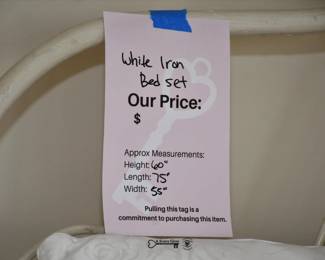 White Iron
Bed set
Our Price:
$
Approx Measurements:
Height: 60"
Length: 75"
Width: 55"
Pulling this tag is a
commitment to purchasing this item.